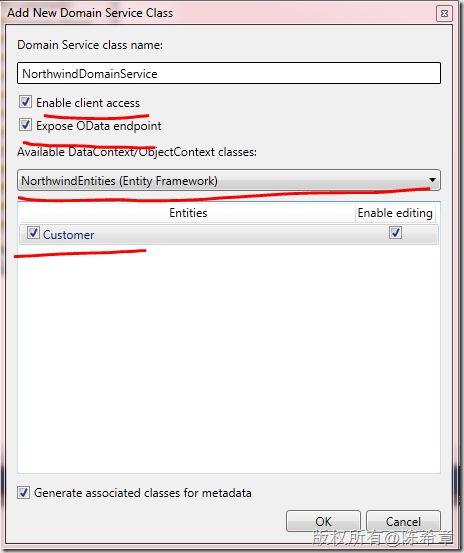 Add New Domain Service Class
Domain Service class name:
NorthwindDomainService
Enable client access
Expose OData endpoint
Available DataContext/ObjectContext classes:
NorthwindEntities (Entity Framework)
Entities Enable editing
Customer
Generate associated classes for metadata
OK Cancel
版权所有@陈希章